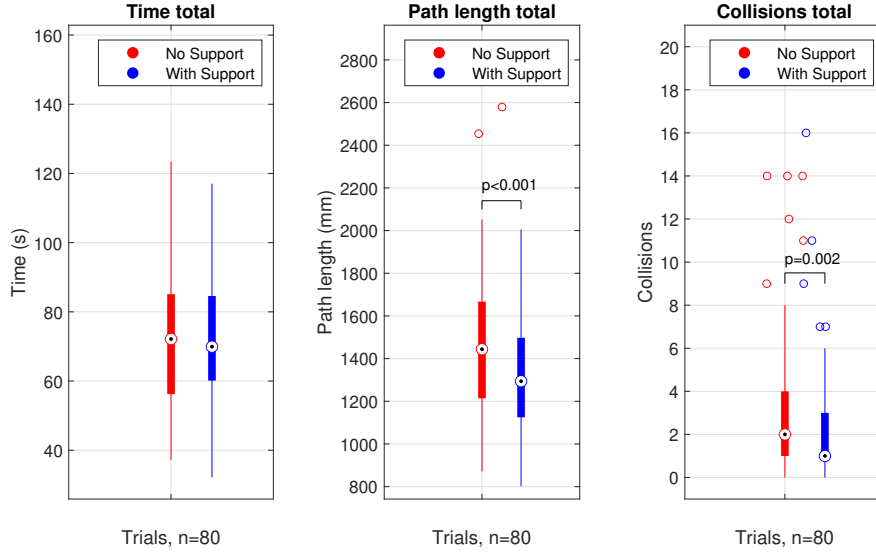 Time total
160
140
120
100
80
60
40
Time (s)
No Support
With Support
Trials, n=80
Path length total
2800
2600
2400
2200
2000
1800
1600
1400
1200
1000
800
Path length (mm)
No Support
With Support
p<0.001
Trials, n=80
Collisions total
20
18
16
14
12
10
8
6
4
2
0
Collisions
No Support
With Support
p=0.002
Trials, n=80